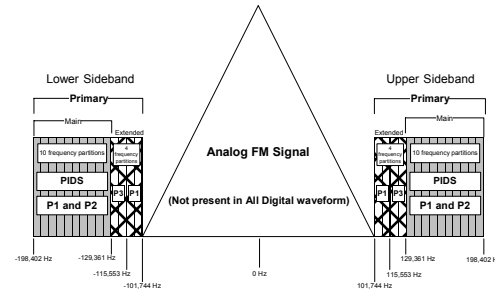 Lower Sideband
Upper Sideband
Primary
Primary
Main
Extended
Extended
Main
10 frequency partitions
4
frequency
partitions
Analog FM Signal
4
frequency
partitions
10 frequency partitions
PIDS
P3
P1
P1
P3
PIDS
P1 and P2
(Not present in All Digital waveform)
P1 and P2
-198,402 Hz
-129,361 Hz
-115,553 Hz
-101,744 Hz
0 Hz
101,744 Hz
115,553 Hz
129,361 Hz
198,402 H